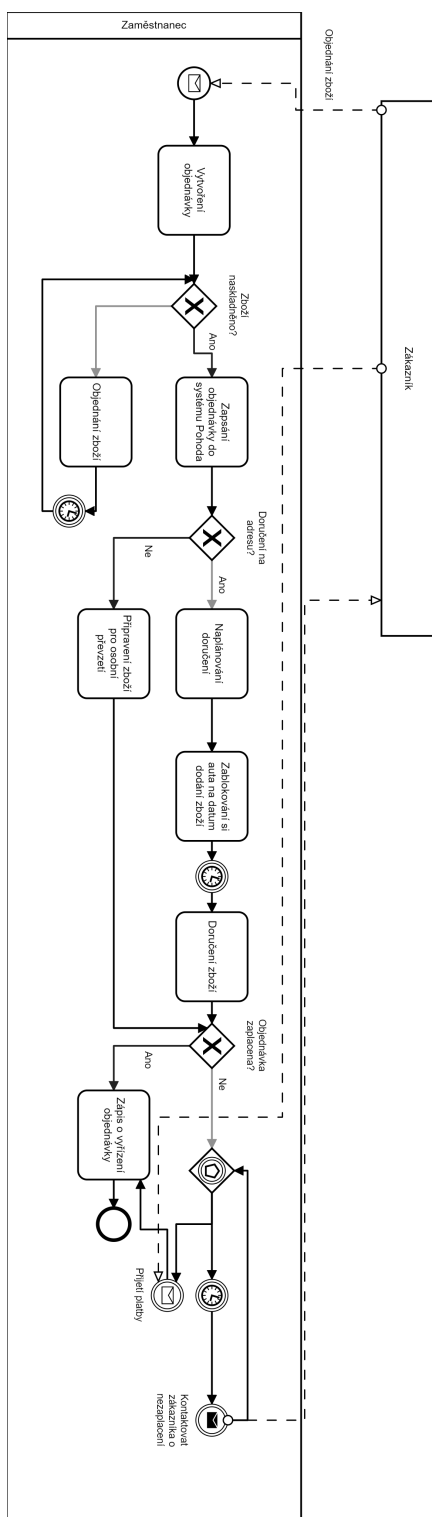 Zaměstnanec
Zákazník
Objednání zboží
Vytvoření
objednávky
Zboží
naskladněno?
Ano
Objednání zboží
Zapsání
objednávky do
systému Pohoda
Doručení na
adresu?
Ano
Ne
Naplánování
doručení
Připravení zboží
pro osobní
převzetí
Zablokování si
auta na datum
dodání zboží
Doručení zboží
Objednávka
zaplacena?
Ne
Ano
Zápis o vyřízení
objednávky
Přijetí platby
Kontaktovat
zákazníka o
nezaplacení